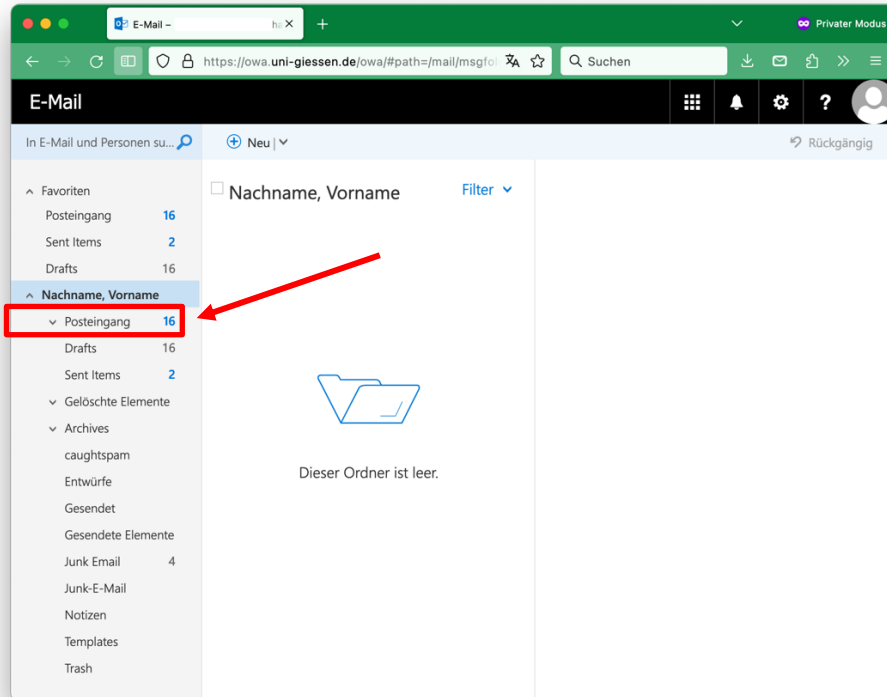 E-Mail –
Privater Modus
https://owa.uni-giessen.de/owa/#path=/mail/msgfol
Suchen
E-Mail
?
In E-Mail und Personen su...
Neu |
Rückgängig
Favoriten
Posteingang 16
Sent Items 2
Drafts 16
Nachname, Vorname
Posteingang 16
Drafts 16
Sent Items 2
Gelöschte Elemente
Archives
caughtspam
Entwürfe
Gesendet
Gesendete Elemente
Junk Email 4
Junk-E-Mail
Notizen
Templates
Trash
Nachname, Vorname
Filter
Dieser Ordner ist leer.